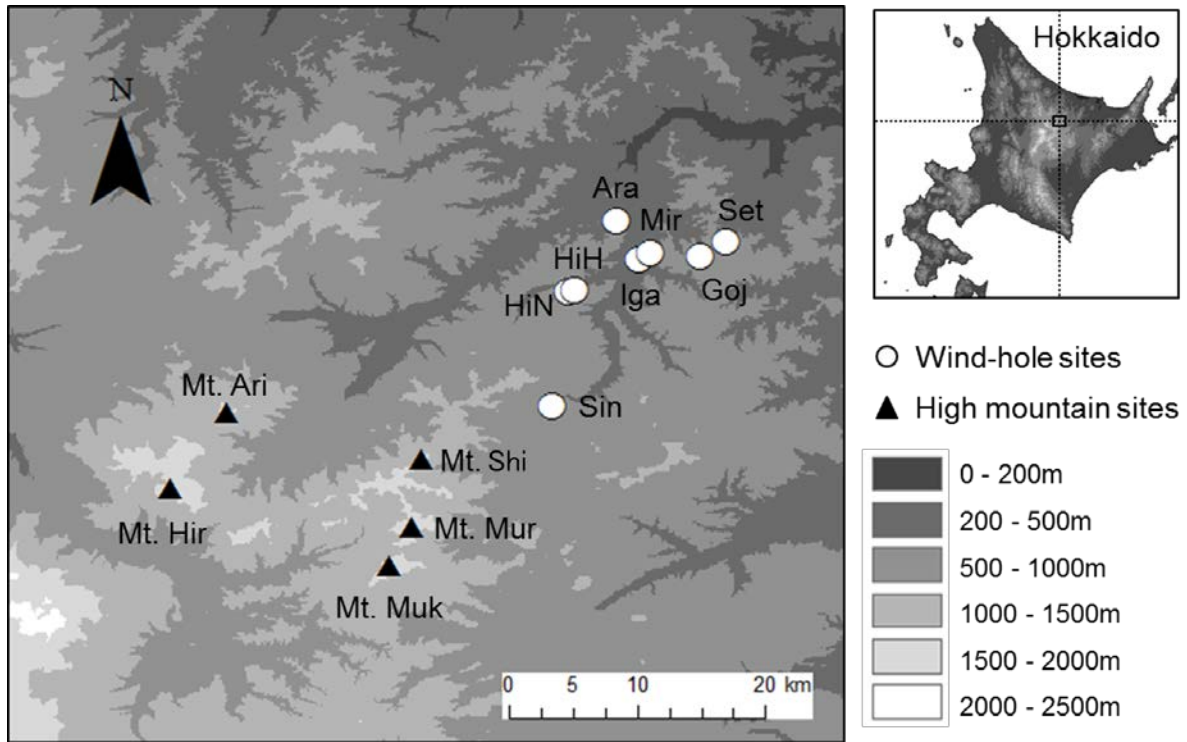 N
Ara
Mir
Set
HiH
HiN
Iga
Goj
Sin
Mt. Ari
Mt. Shi
Mt. Hir
Mt. Mur
Mt. Muk
0 5 10 20 km
Hokkaido
Wind-hole sites
High mountain sites
0 - 200m
200 - 500m
500 - 1000m
1000 - 1500m
1500 - 2000m
2000 - 2500m